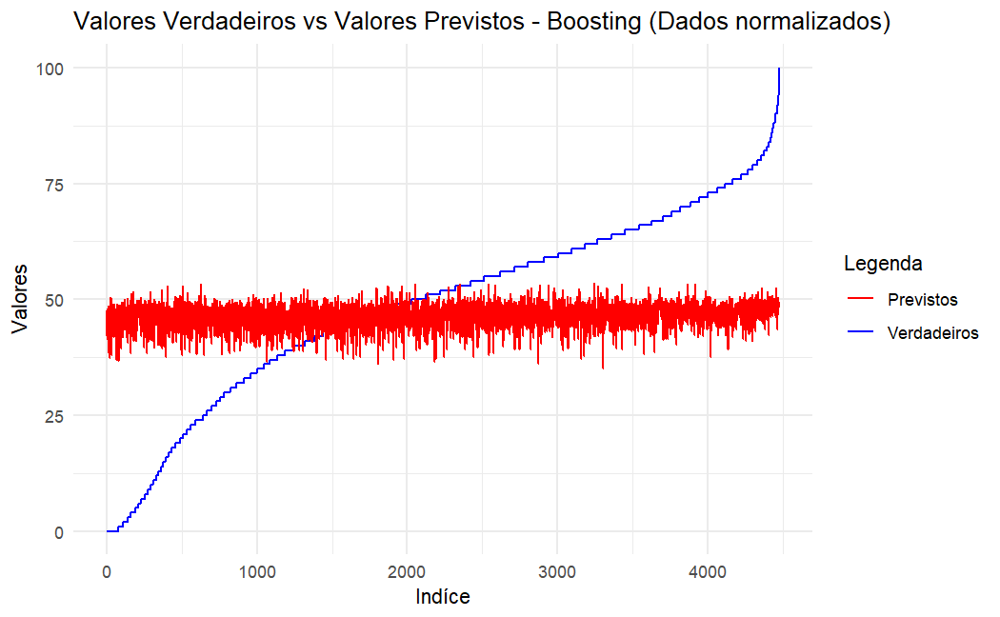 Valores Verdadeiros vs Valores Previstos - Boosting (Dados normalizados)
100
75
50
25
0
Valores
0
1000
2000
3000
4000
Indíce
Legenda
Previstos
Verdadeiros